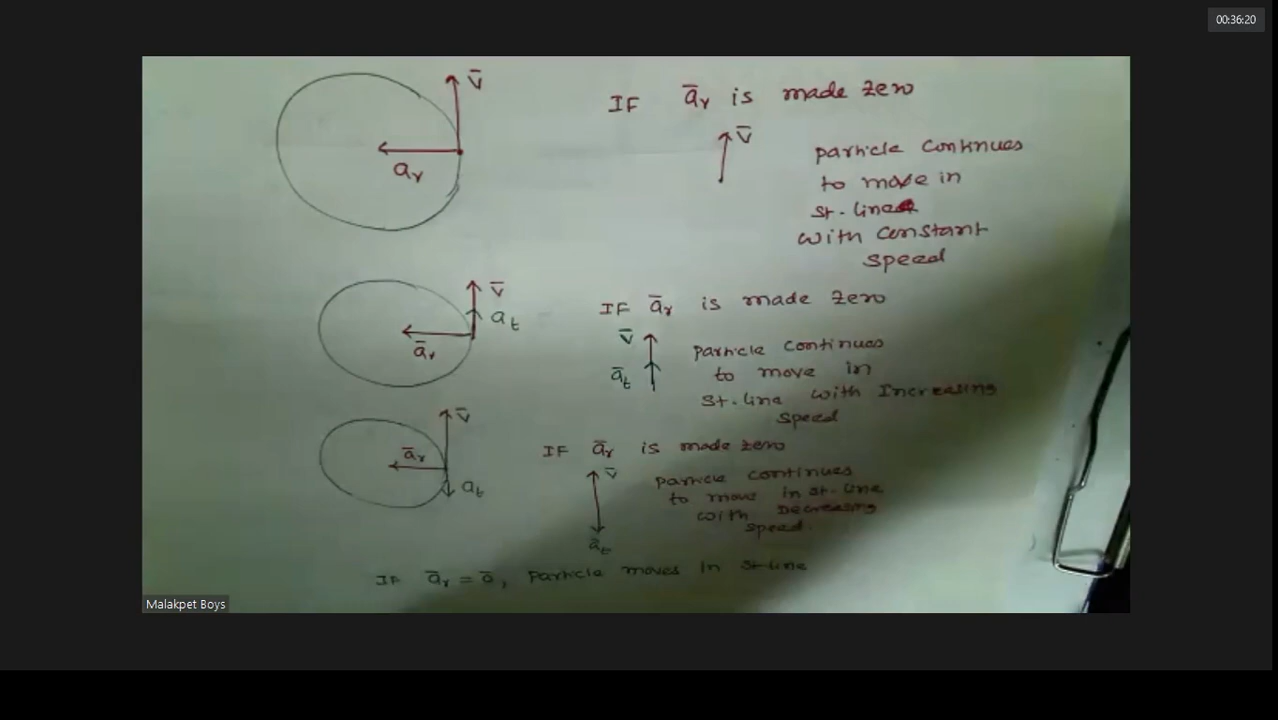 00:36:20
v̄
aᵣ
IF āᵣ is made zero
v̄
particle continues
to move in
st. line
with constant
speed
v̄
aₜ
āᵣ
IF āᵣ is made zero
v̄
āₜ
particle continues
to move in
st. line with Increasing
speed
v̄
āᵣ
aₜ
IF āᵣ is made zero
v̄
āₜ
particle continues
to move in st. line
with Decreasing
speed.
IF āᵣ = ō, particle moves in st. line
Malakpet Boys